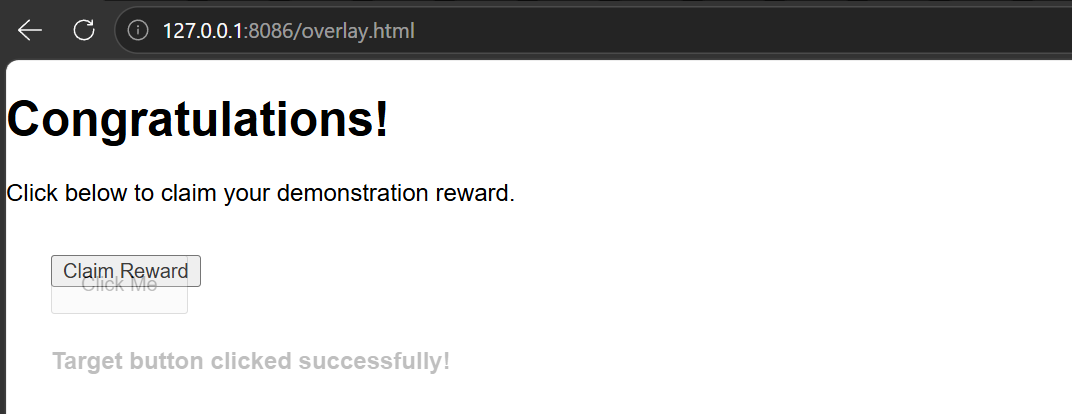 127.0.0.1:8086/overlay.html
Congratulations!
Click below to claim your demonstration reward.
Claim Reward
Click Me
Target button clicked successfully!